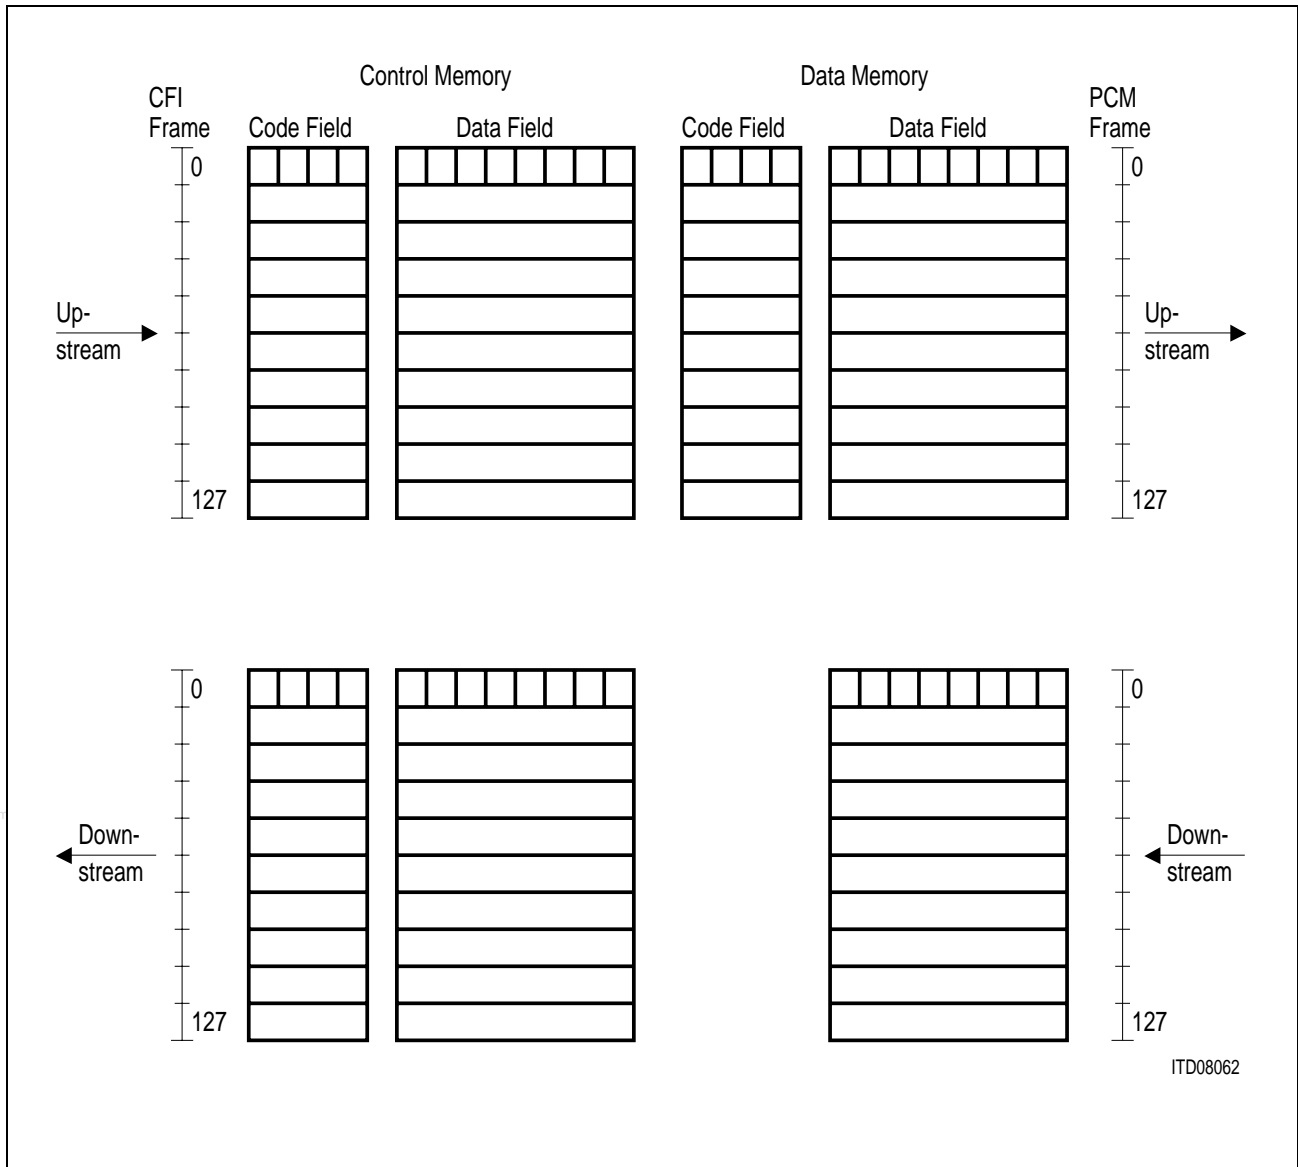 Control Memory
Data Memory
CFI
Frame
Code Field
Data Field
Code Field
Data Field
PCM
Frame
0
0
Up-
stream
Up-
stream
127
127
0
0
Down-
stream
Down-
stream
127
127
ITD08062